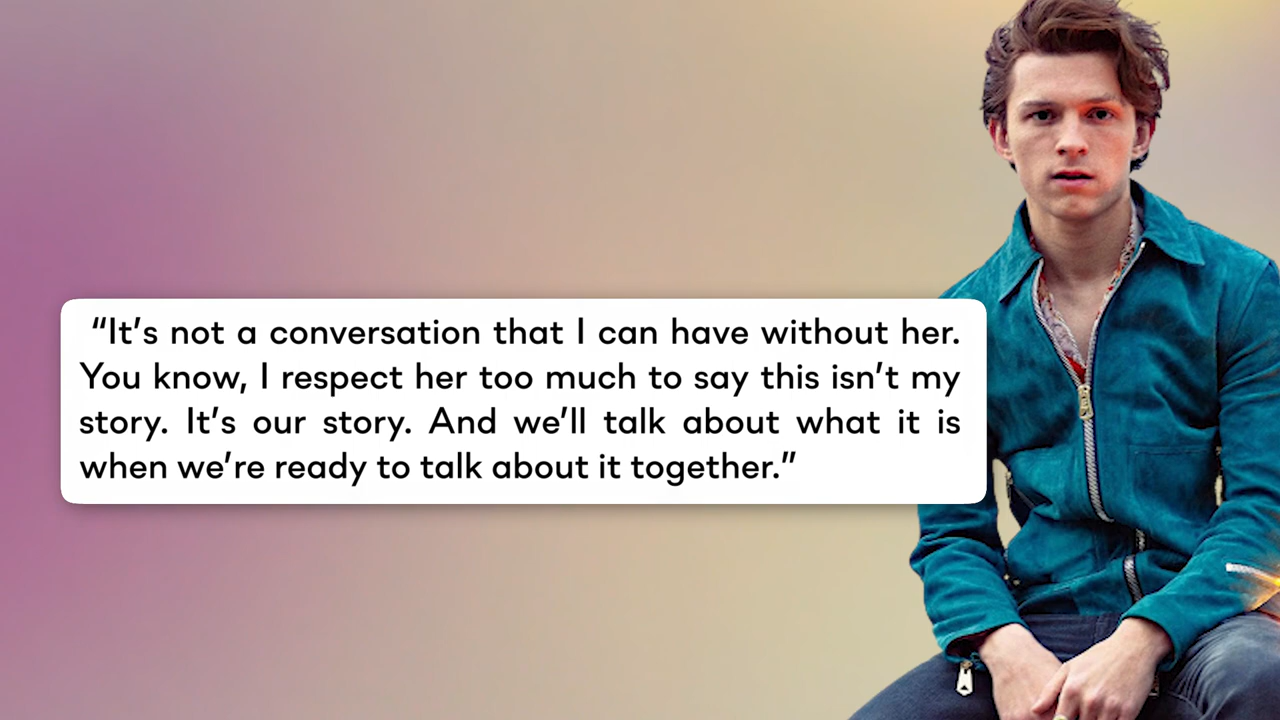 “It’s not a conversation that I can have without her.
You know, I respect her too much to say this isn’t my
story. It’s our story. And we’ll talk about what it is
when we’re ready to talk about it together.”